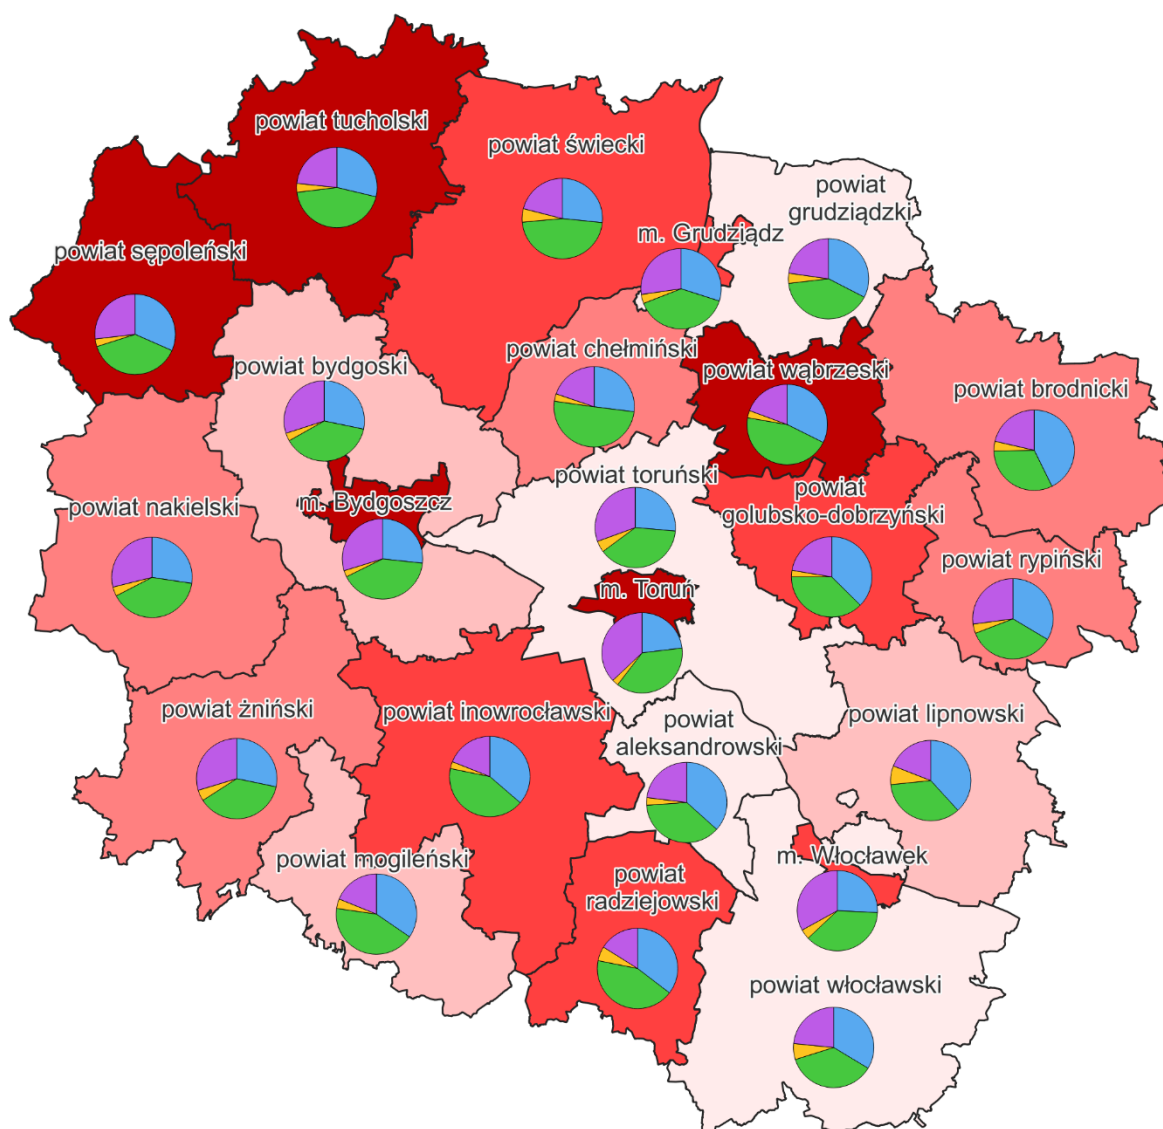 powiat tucholski
powiat świecki
powiat
grudziądzki
m. Grudziądz
powiat sępoleński
powiat bydgoski
powiat chełmiński
powiat wąbrzeski
powiat brodnicki
powiat nakielski
m. Bydgoszcz
powiat toruński
powiat
golubsko-dobrzyński
powiat rypiński
m. Toruń
powiat żniński
powiat inowrocławski
powiat
aleksandrowski
powiat lipnowski
powiat mogileński
powiat
radziejowski
m. Włocławek
powiat włocławski